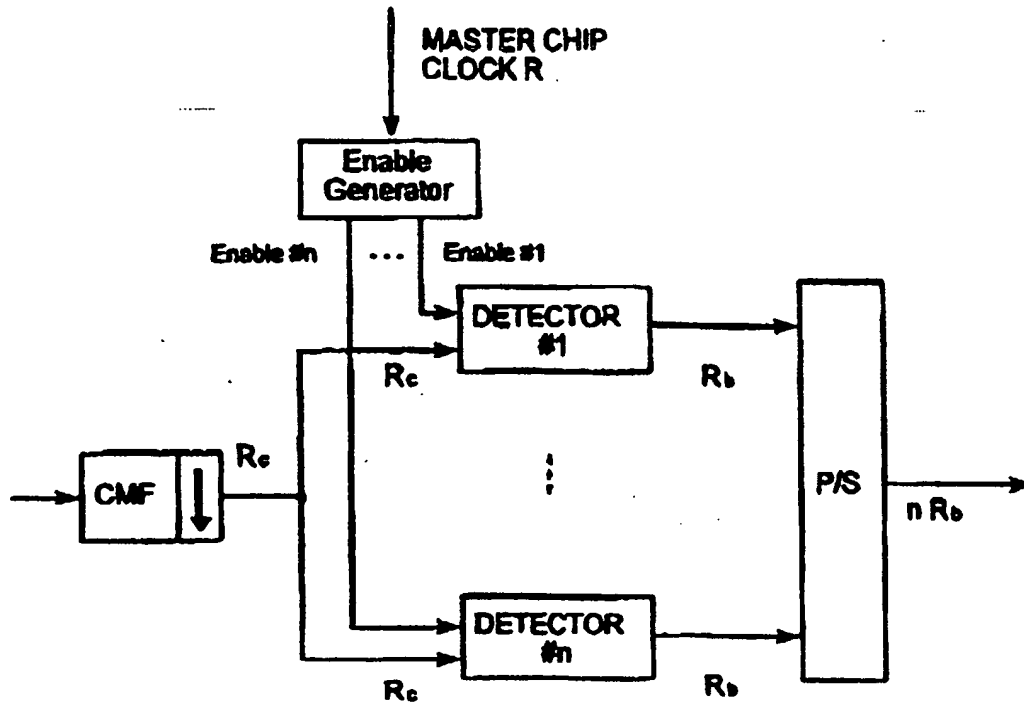 MASTER CHIP
CLOCK R
Enable
Generator
Enable #n
...
Enable #1
DETECTOR
#1
Rc
Rb
Rc
CMF
P/S
n Rb
DETECTOR
#n
Rc
Rb